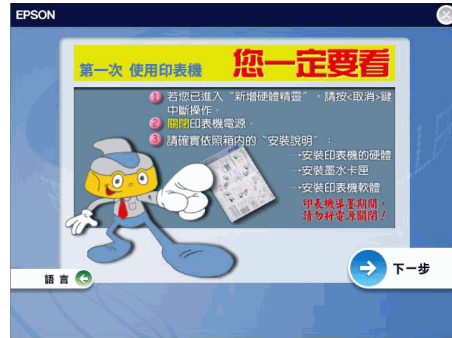 EPSON
第一次 使用印表機 您一定要看
1 若您已進入“新增硬體精靈”，請按<取消>鍵
中斷操作。
2 關閉印表機電源。
3 請確實依照箱內的“安裝說明”：
→安裝印表機的硬體
→安裝墨水卡匣
→安裝印表機軟體
印表機導墨期間，
請勿將電源關閉！
語言
下一步